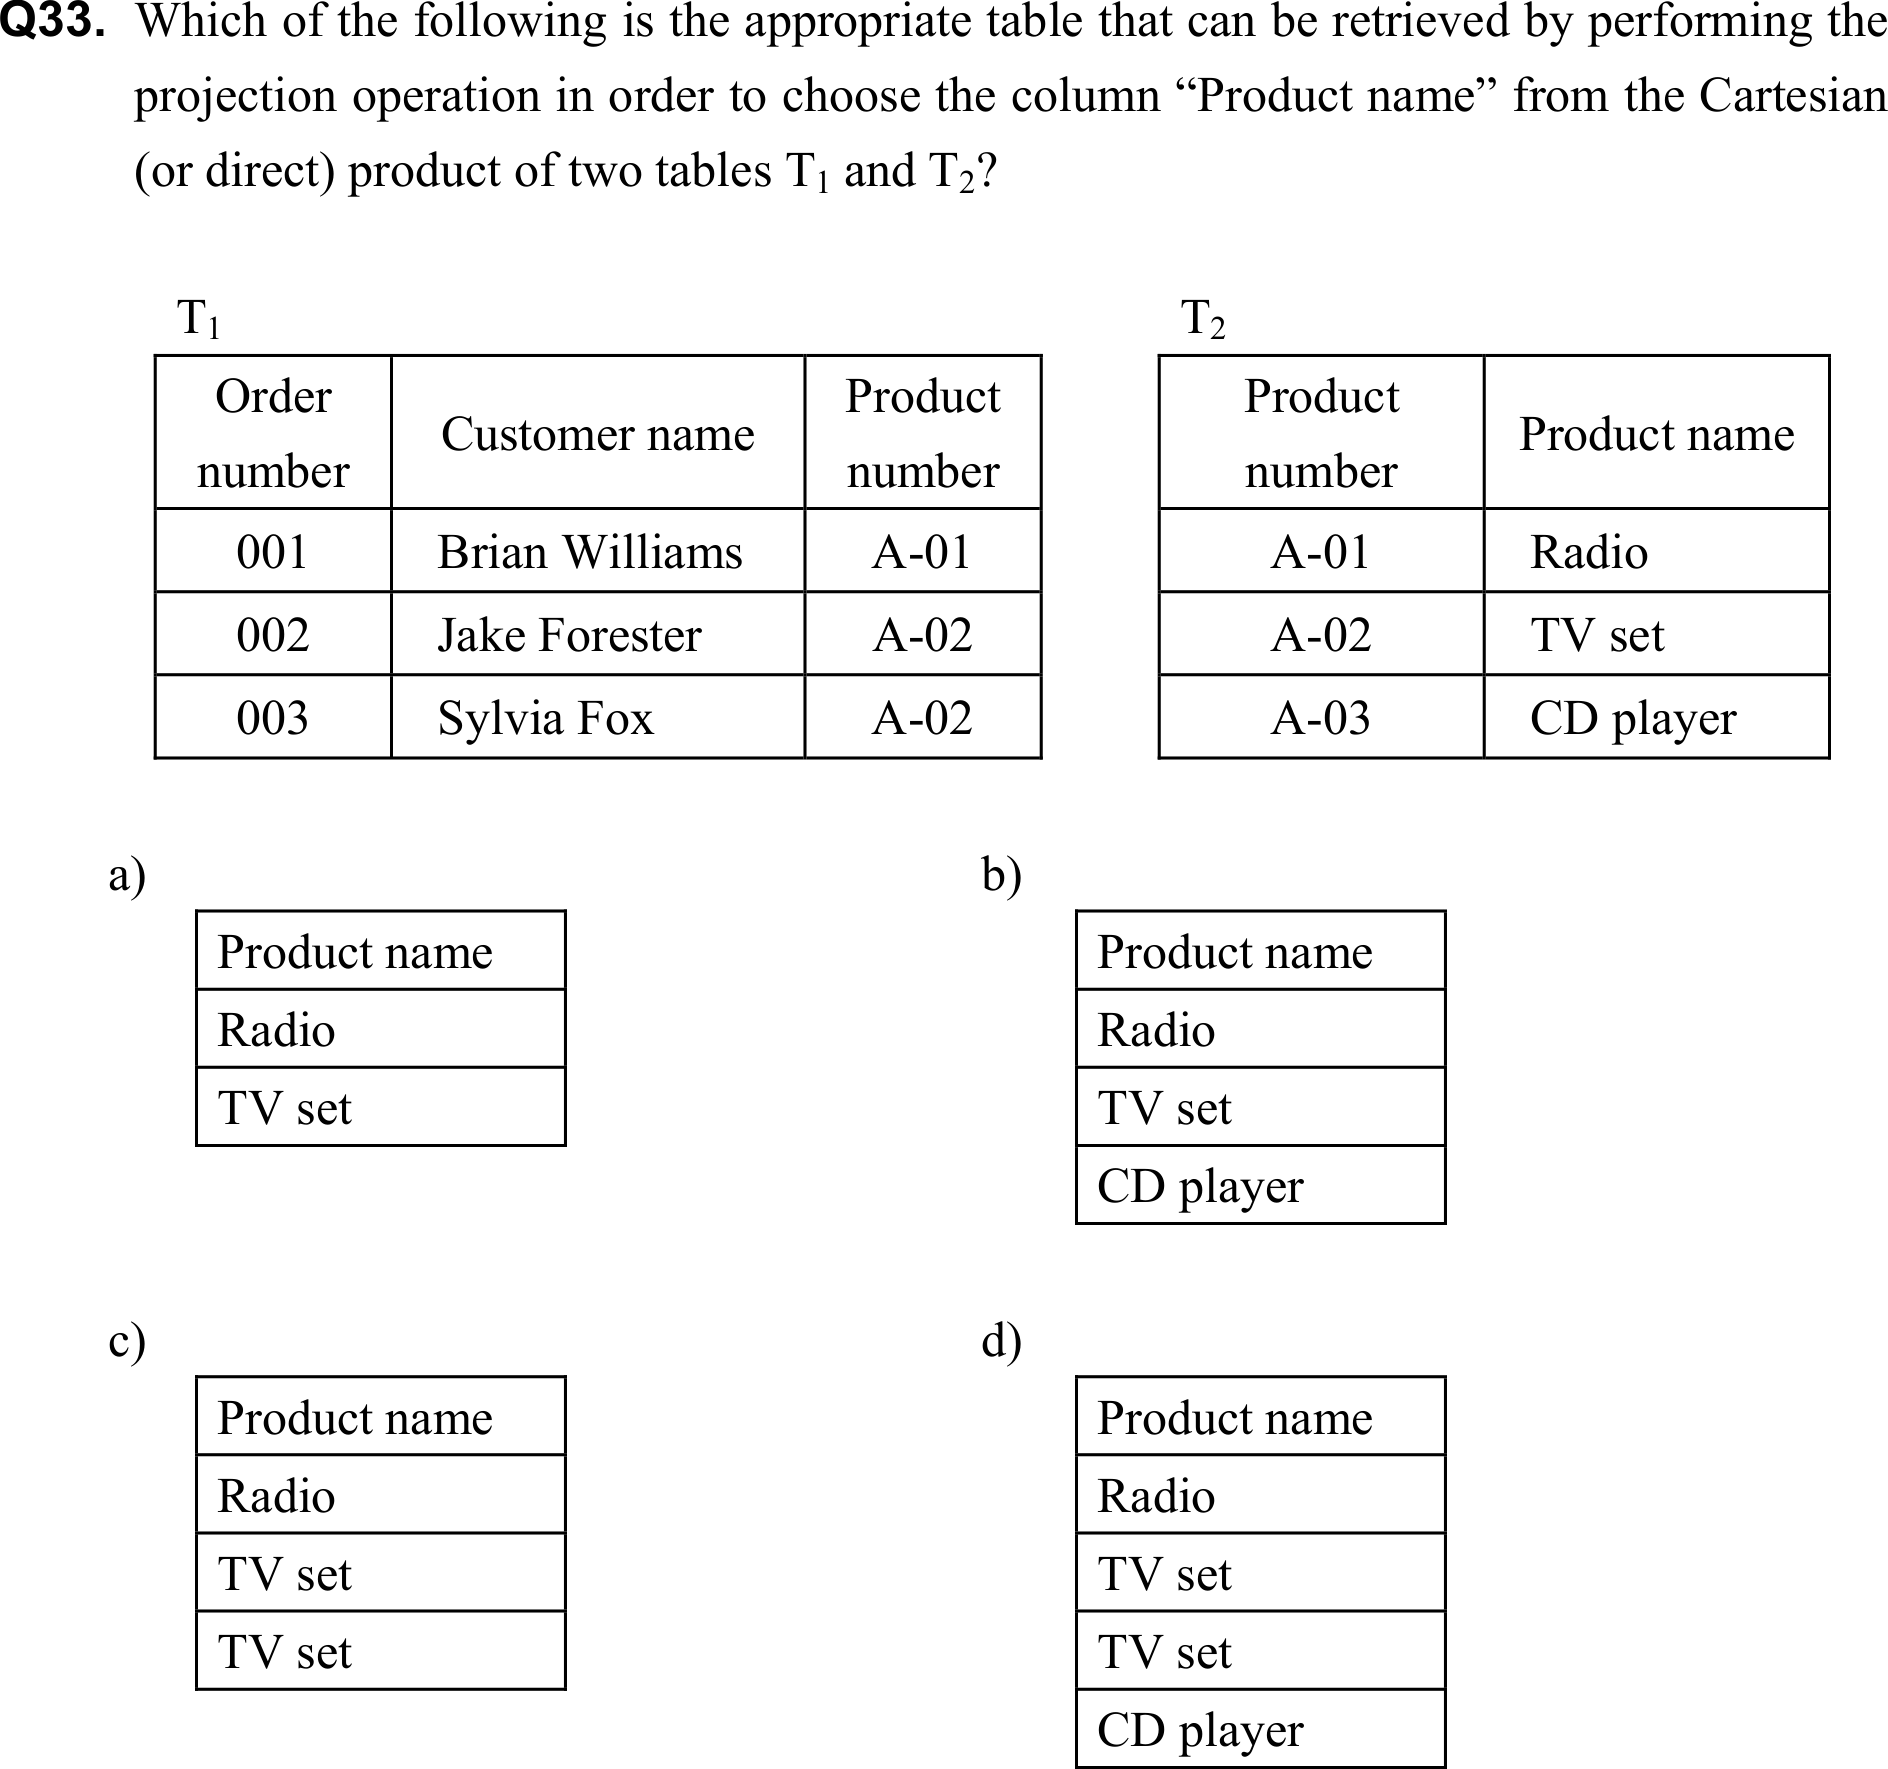 Q33. Which of the following is the appropriate table that can be retrieved by performing the
projection operation in order to choose the column “Product name” from the Cartesian
(or direct) product of two tables T1 and T2?
T1
Order number Customer name Product number
001 Brian Williams A-01
002 Jake Forester A-02
003 Sylvia Fox A-02
T2
Product number Product name
A-01 Radio
A-02 TV set
A-03 CD player
a)
Product name
Radio
TV set
b)
Product name
Radio
TV set
CD player
c)
Product name
Radio
TV set
TV set
d)
Product name
Radio
TV set
TV set
CD player